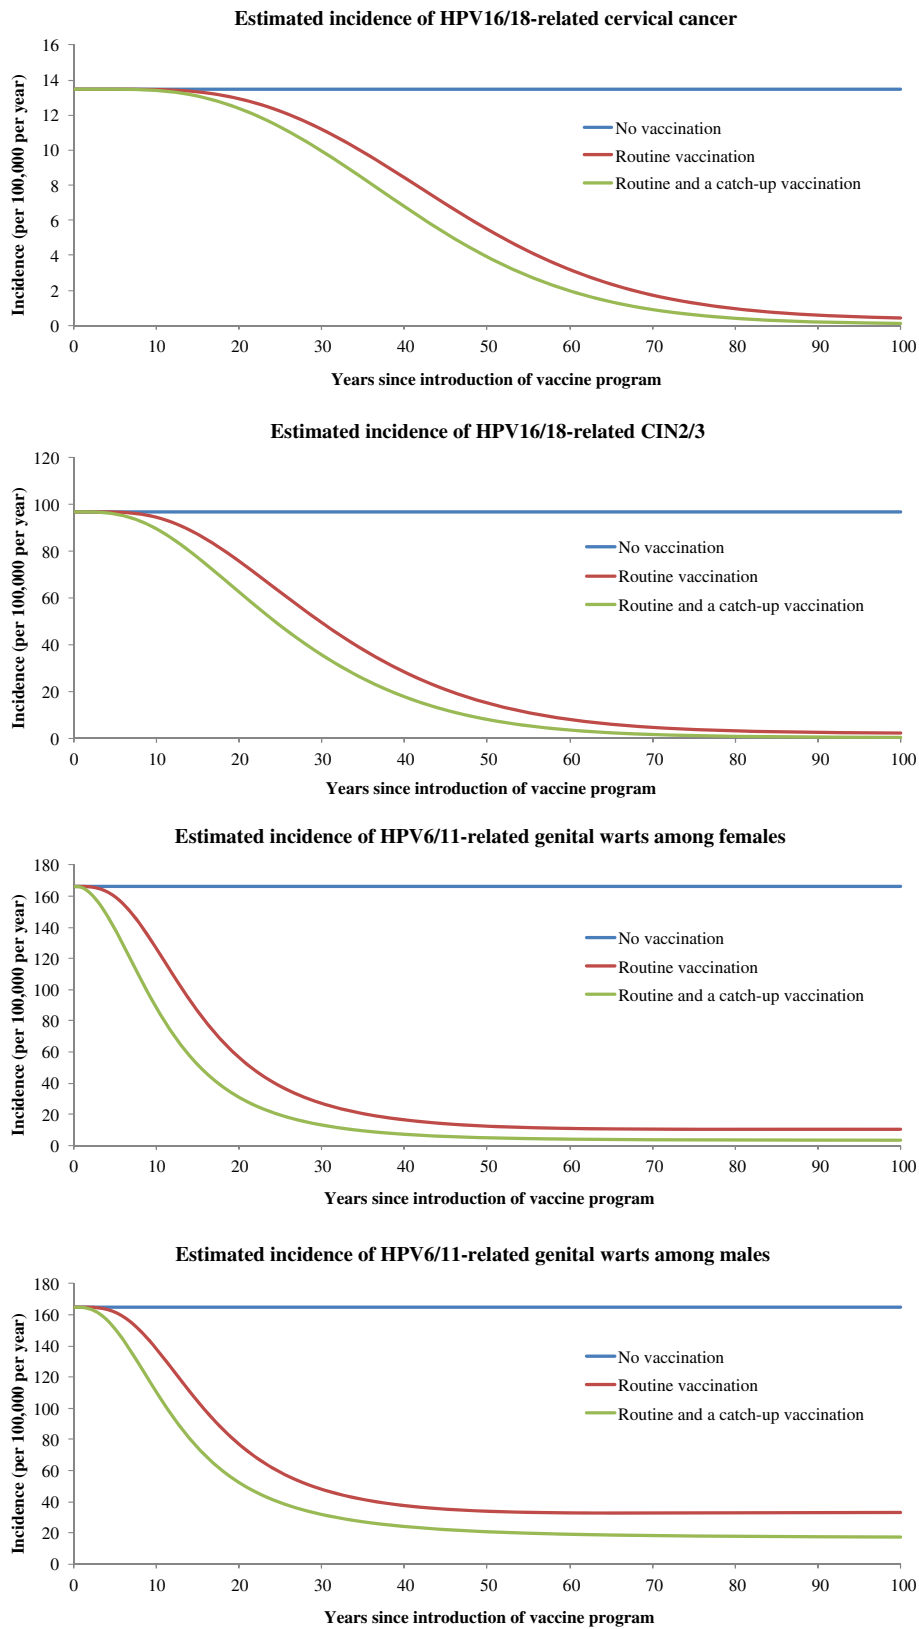 Estimated incidence of HPV16/18-related cervical cancer
16
14
12
10
8
6
4
2
0
Incidence (per 100,000 per year)
No vaccination
Routine vaccination
Routine and a catch-up vaccination
0 10 20 30 40 50 60 70 80 90 100
Years since introduction of vaccine program
Estimated incidence of HPV16/18-related CIN2/3
120
100
80
60
40
20
0
Incidence (per 100,000 per year)
No vaccination
Routine vaccination
Routine and a catch-up vaccination
0 10 20 30 40 50 60 70 80 90 100
Years since introduction of vaccine program
Estimated incidence of HPV6/11-related genital warts among females
180
160
140
120
100
80
60
40
20
0
Incidence (per 100,000 per year)
No vaccination
Routine vaccination
Routine and a catch-up vaccination
0 10 20 30 40 50 60 70 80 90 100
Years since introduction of vaccine program
Estimated incidence of HPV6/11-related genital warts among males
180
160
140
120
100
80
60
40
20
0
Incidence (per 100,000 per year)
No vaccination
Routine vaccination
Routine and a catch-up vaccination
0 10 20 30 40 50 60 70 80 90 100
Years since introduction of vaccine program